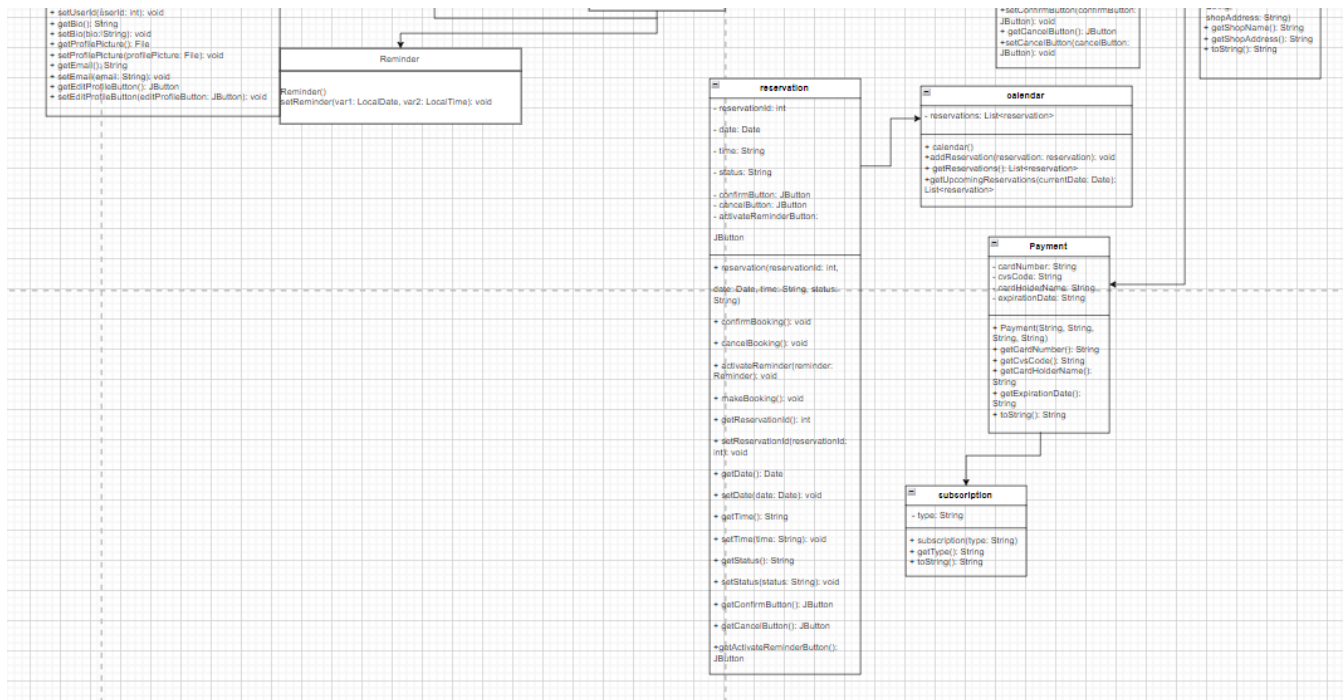 + setUserId(userId: int): void
+ getBio(): String
+ setBio(bio: String): void
+ getProfilePicture(): File
+ setProfilePicture(profilePicture: File): void
+ getEmail(): String
+ setEmail(email: String): void
+ getEditProfileButton(): JButton
+ setEditProfileButton(editProfileButton: JButton): void
Reminder
Reminder()
setReminder(var1: LocalDate, var2: LocalTime): void
reservation
- reservationId: int
- date: Date
- time: String
- status: String
- confirmButton: JButton
- cancelButton: JButton
- activateReminderButton:
JButton
+ reservation(reservationId: int,
date: Date, time: String, status:
String)
+ confirmBooking(): void
+ cancelBooking(): void
+ activateReminder(reminder:
Reminder): void
+ makeBooking(): void
+ getReservationId(): int
+ setReservationId(reservationId:
int): void
+ getDate(): Date
+ setDate(date: Date): void
+ getTime(): String
+ setTime(time: String): void
+ getStatus(): String
+ setStatus(status: String): void
+ getConfirmButton(): JButton
+ getCancelButton(): JButton
+getActivateReminderButton():
JButton
+setConfirmButton(confirmButton:
JButton): void
+ getCancelButton(): JButton
+setCancelButton(cancelButton:
JButton): void
shopAddress: String)
+ getShopName(): String
+ getShopAddress(): String
+ toString(): String
calendar
- reservations: List<reservation>
+ calendar()
+addReservation(reservation: reservation): void
+ getReservations(): List<reservation>
+getUpcomingReservations(currentDate: Date):
List<reservation>
Payment
- cardNumber: String
- cvsCode: String
- cardHolderName: String
- expirationDate: String
+ Payment(String, String,
String, String)
+ getCardNumber(): String
+ getCvsCode(): String
+ getCardHolderName():
String
+ getExpirationDate():
String
+ toString(): String
subscription
- type: String
+ subscription(type: String)
+ getType(): String
+ toString(): String